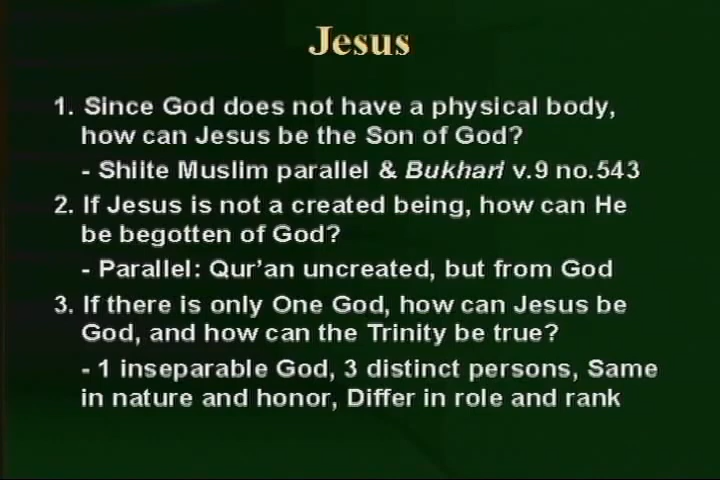 Jesus
1. Since God does not have a physical body,
how can Jesus be the Son of God?
- Shiite Muslim parallel & Bukhari v.9 no.543
2. If Jesus is not a created being, how can He
be begotten of God?
- Parallel: Qur'an uncreated, but from God
3. If there is only One God, how can Jesus be
God, and how can the Trinity be true?
- 1 inseparable God, 3 distinct persons, Same
in nature and honor, Differ in role and rank